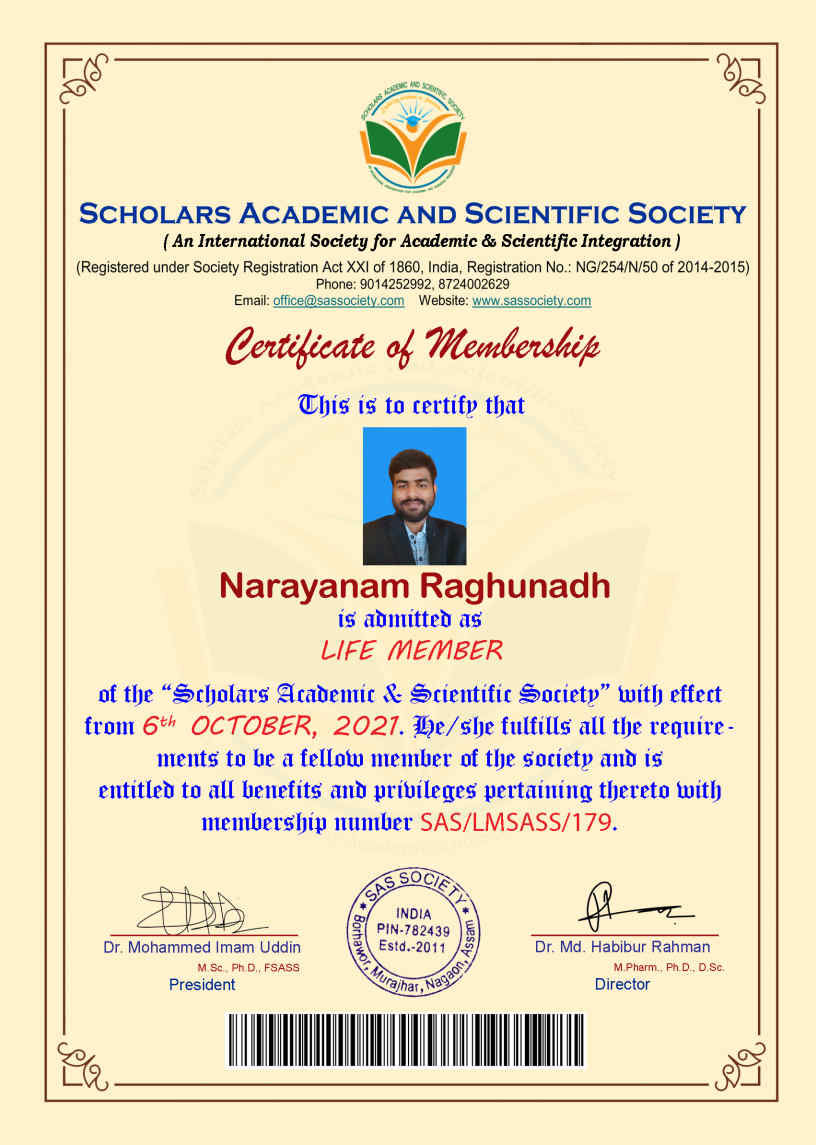 SCHOLARS ACADEMIC AND SCIENTIFIC SOCIETY
SCHOLARS ACADEMIC AND SCIENTIFIC SOCIETY
( An International Society for Academic & Scientific Integration )
(Registered under Society Registration Act XXI of 1860, India, Registration No.: NG/254/N/50 of 2014-2015)
Phone: 9014252992, 8724002629
Email: office@sassociety.com Website: www.sassociety.com
Certificate of Membership
This is to certify that
Narayanam Raghunadh
is admitted as
LIFE MEMBER
of the “Scholars Academic & Scientific Society” with effect
from 6th OCTOBER, 2021. He/she fulfills all the require-
ments to be a fellow member of the society and is
entitled to all benefits and privileges pertaining thereto with
membership number SAS/LMSASS/179.
* SAS SOCIETY *
INDIA
PIN-782439
Estd.-2011
Borhawor, Murajhar, Nagaon, Assam
Dr. Mohammed Imam Uddin
M.Sc., Ph.D., FSASS
President
Dr. Md. Habibur Rahman
M.Pharm., Ph.D., D.Sc.
Director